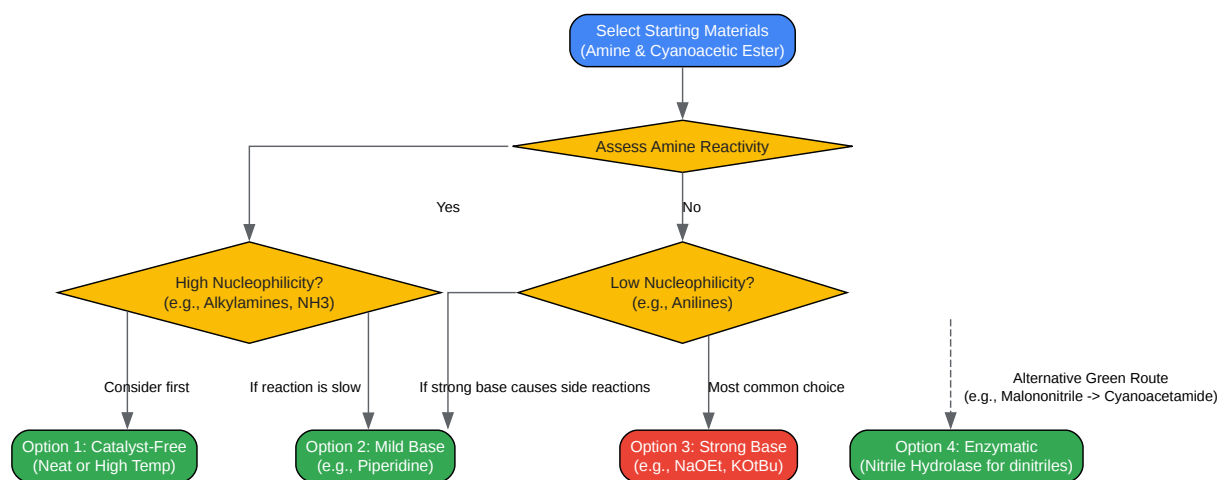 Select Starting Materials
(Amine & Cyanoacetic Ester)
Assess Amine Reactivity
Yes
No
High Nucleophilicity?
(e.g., Alkylamines, NH3)
Low Nucleophilicity?
(e.g., Anilines)
Consider first
If reaction is slow
If strong base causes side reactions
Most common choice
Alternative Green Route
(e.g., Malononitrile -> Cyanoacetamide)
Option 1: Catalyst-Free
(Neat or High Temp)
Option 2: Mild Base
(e.g., Piperidine)
Option 3: Strong Base
(e.g., NaOEt, KOtBu)
Option 4: Enzymatic
(Nitrile Hydrolase for dinitriles)